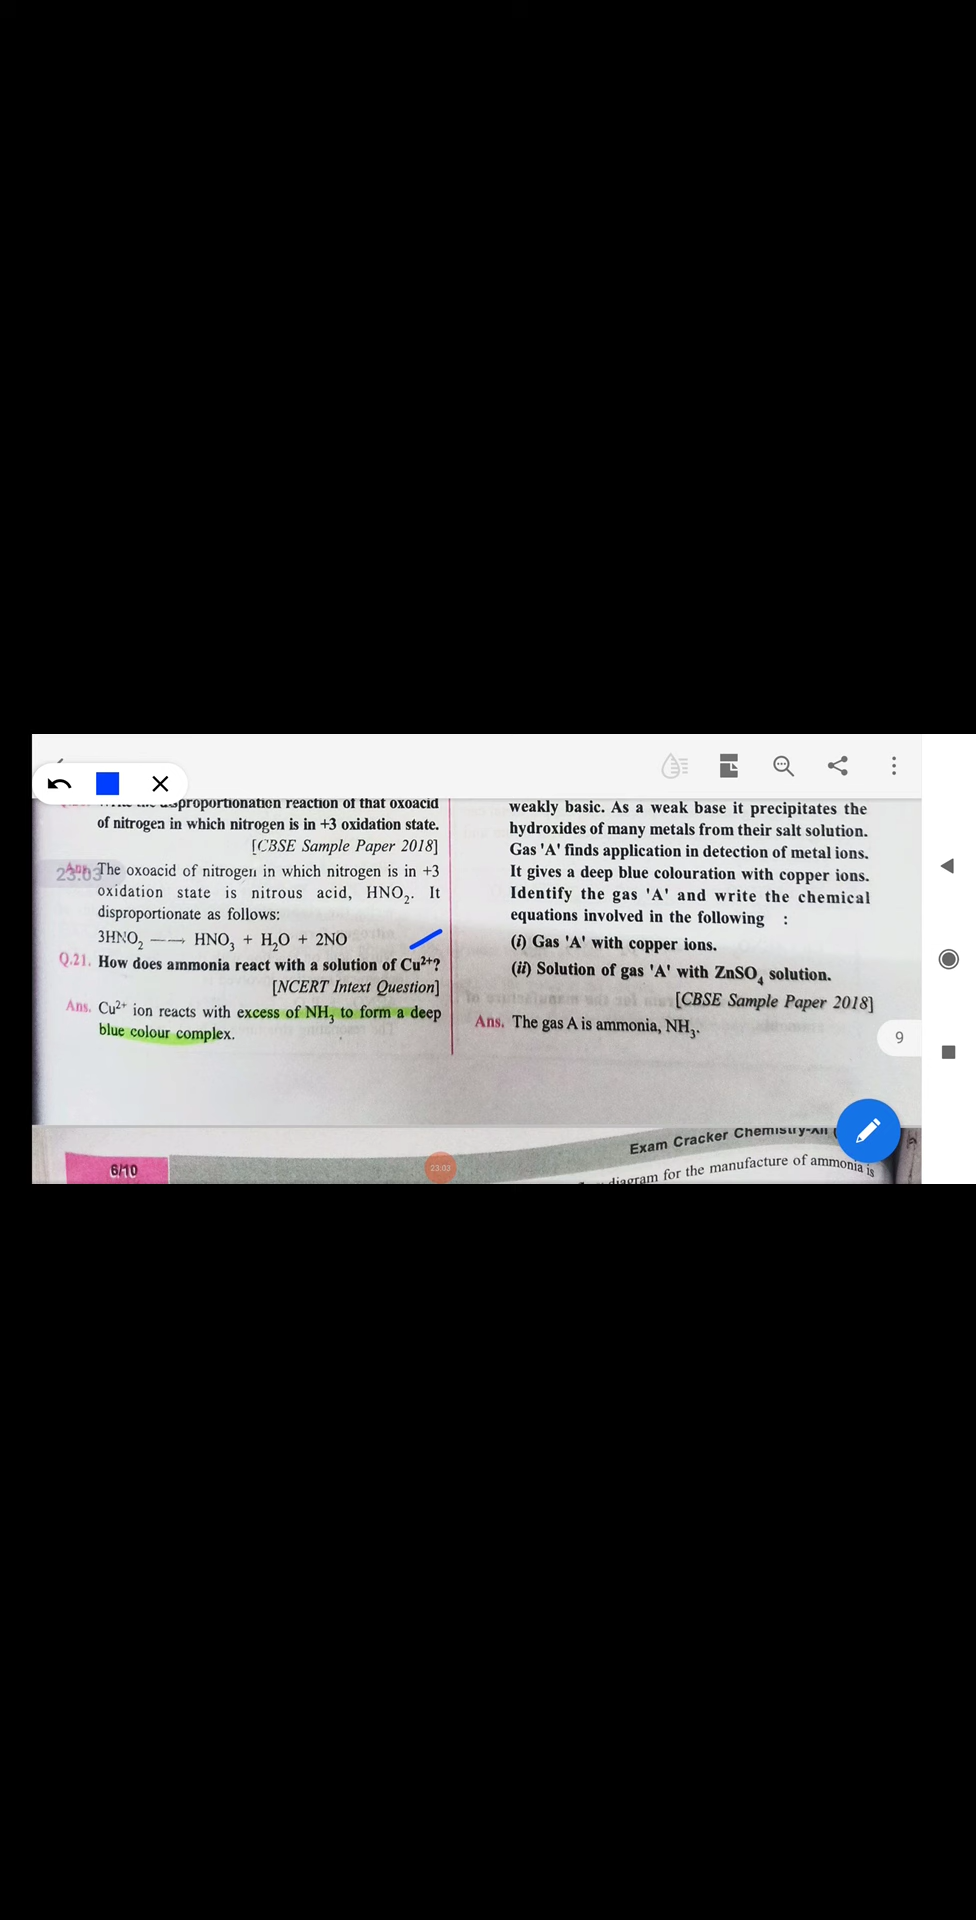 proportionation reaction of that oxoacid
of nitrogen in which nitrogen is in +3 oxidation state.
[CBSE Sample Paper 2018]
23:03
Ans. The oxoacid of nitrogen in which nitrogen is in +3
oxidation state is nitrous acid, HNO₂. It
disproportionate as follows:
3HNO₂ ⟶ HNO₃ + H₂O + 2NO
Q.21. How does ammonia react with a solution of Cu²⁺?
[NCERT Intext Question]
Ans. Cu²⁺ ion reacts with excess of NH₃ to form a deep
blue colour complex.
weakly basic. As a weak base it precipitates the
hydroxides of many metals from their salt solution.
Gas 'A' finds application in detection of metal ions.
It gives a deep blue colouration with copper ions.
Identify the gas 'A' and write the chemical
equations involved in the following :
(i) Gas 'A' with copper ions.
(ii) Solution of gas 'A' with ZnSO₄ solution.
[CBSE Sample Paper 2018]
Ans. The gas A is ammonia, NH₃.
9
6/10
23:03
Exam Cracker Chemistry-XII
diagram for the manufacture of ammonia is